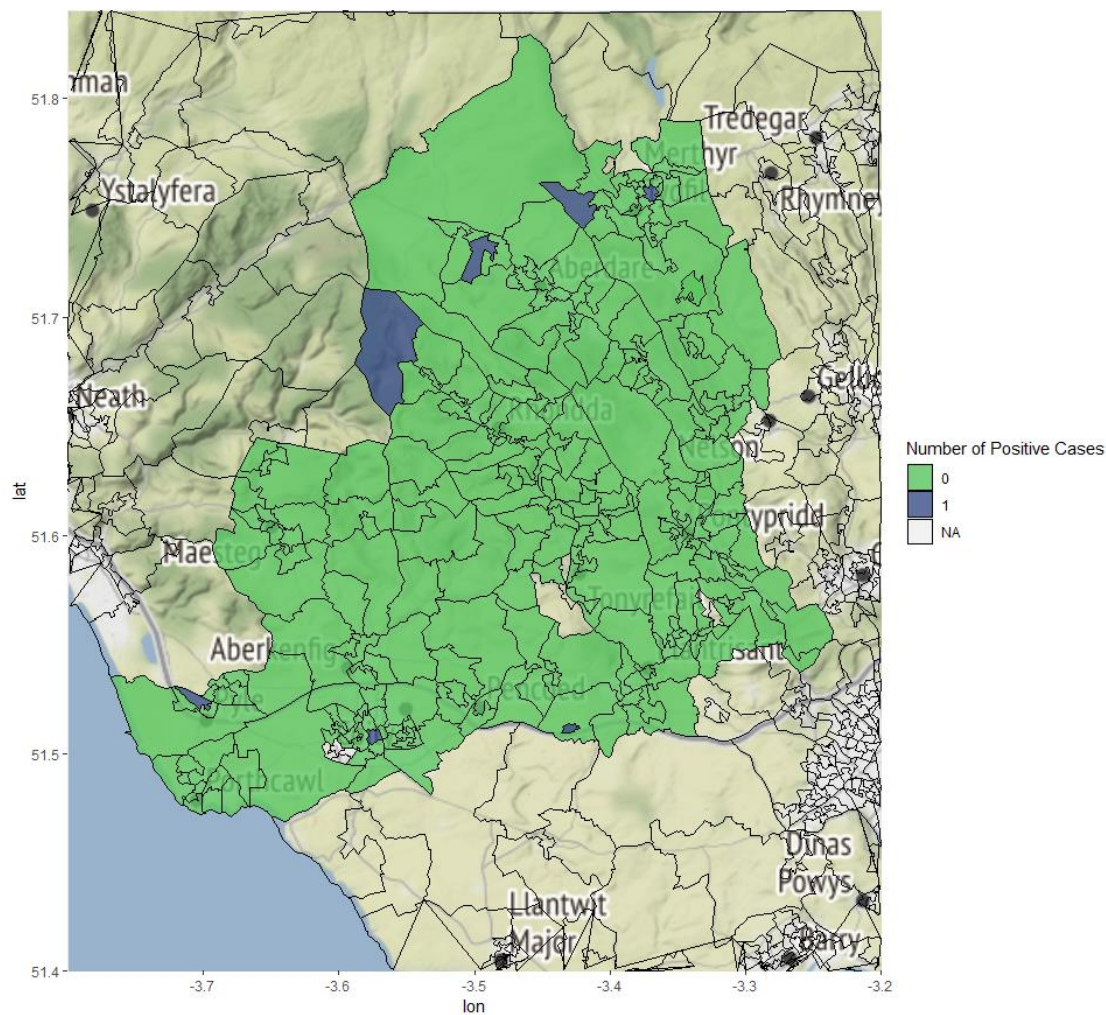 51.8
51.7
51.6
51.5
51.4
lat
-3.7
-3.6
-3.5
-3.4
-3.3
-3.2
lon
Number of Positive Cases
0
1
NA
Tredegar
Merthyr
Ystalyfera
Rhymney
Aberdare
Neath
Rhondda
Nelson
Maesteg
Tonyrefail
Aberkenfig
Pencoed
Pyle
Porthcawl
Dinas
Powys
Llantwit
Major
Barry